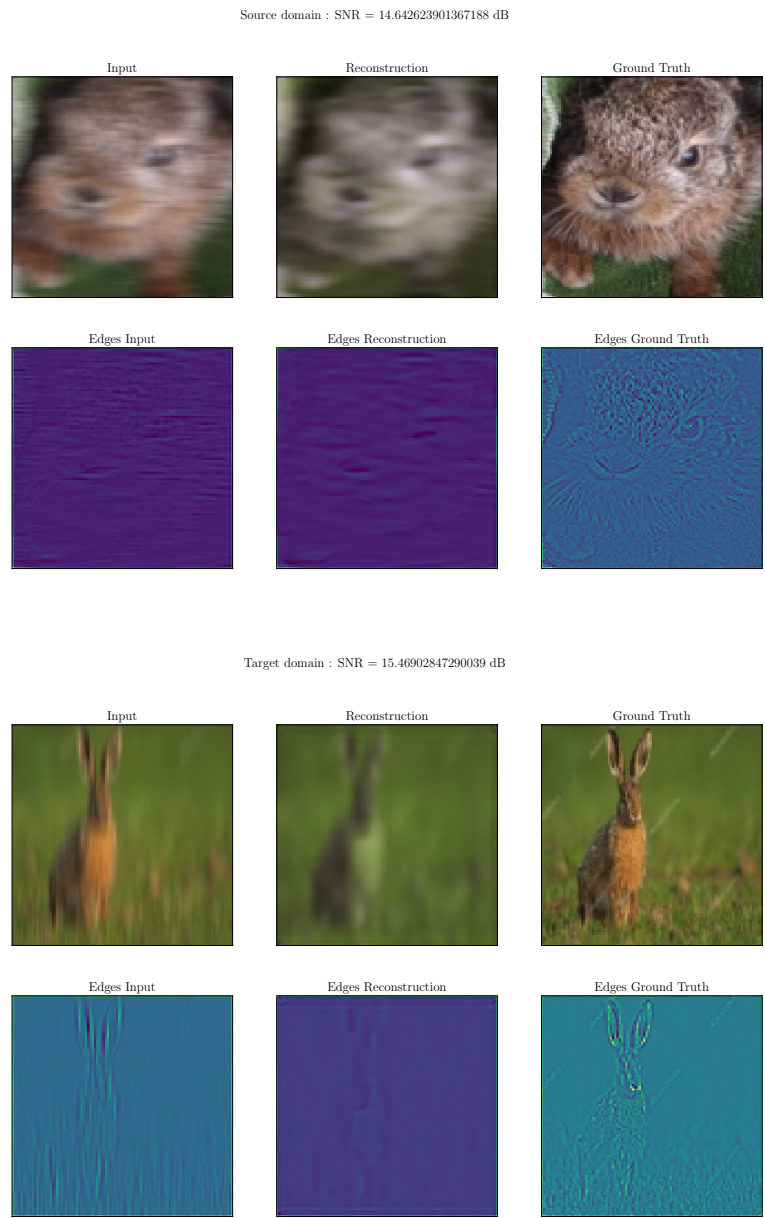 Source domain : SNR = 14.642623901367188 dB
Input Reconstruction Ground Truth
Edges Input Edges Reconstruction Edges Ground Truth
Target domain : SNR = 15.46902847290039 dB
Input Reconstruction Ground Truth
Edges Input Edges Reconstruction Edges Ground Truth